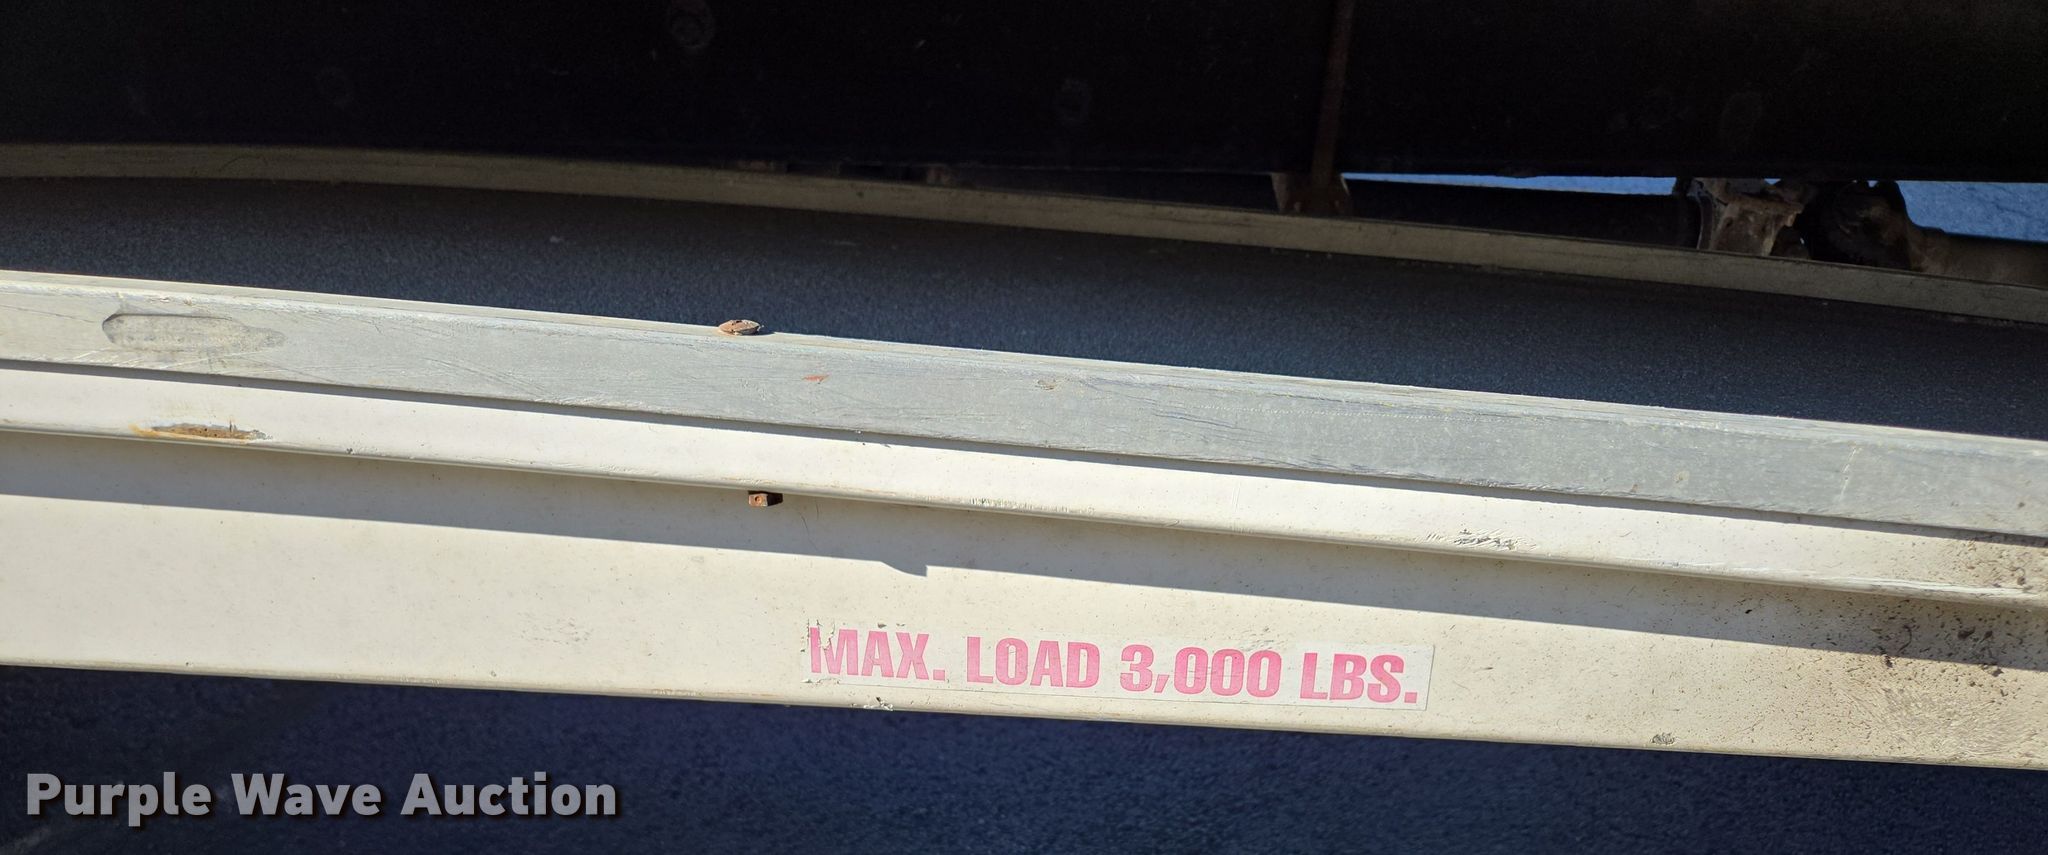 MAX. LOAD 3,000 LBS.
Purple Wave Auction